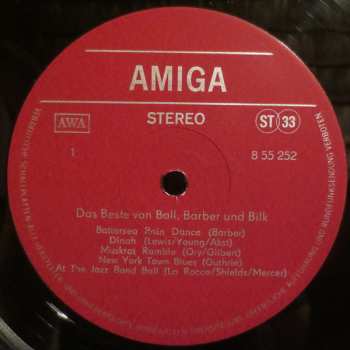 AMIGA
AWA
STEREO
ST 33
1
8 55 252
Das Beste von Ball, Barber und Bilk
Battersea Rain Dance (Barber)
Dinah (Lewis/Young/Akst)
Muskrat Ramble (Ory/Gilbert)
New York Town Blues (Guthrie)
At The Jazz Band Ball (La Rocca/Shields/Mercer)